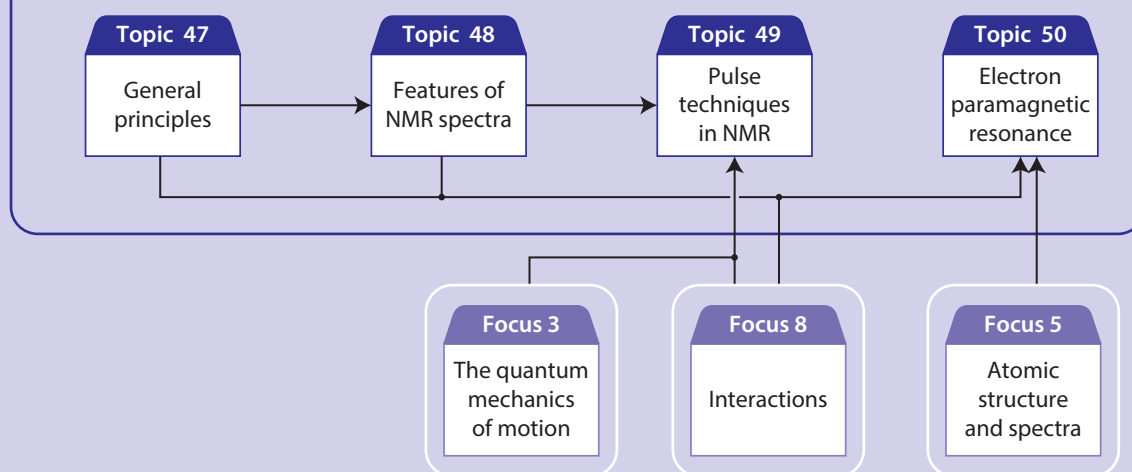 Topic 47
General
principles
Topic 48
Features of
NMR spectra
Topic 49
Pulse
techniques
in NMR
Topic 50
Electron
paramagnetic
resonance
Focus 3
The quantum
mechanics
of motion
Focus 8
Interactions
Focus 5
Atomic
structure
and spectra